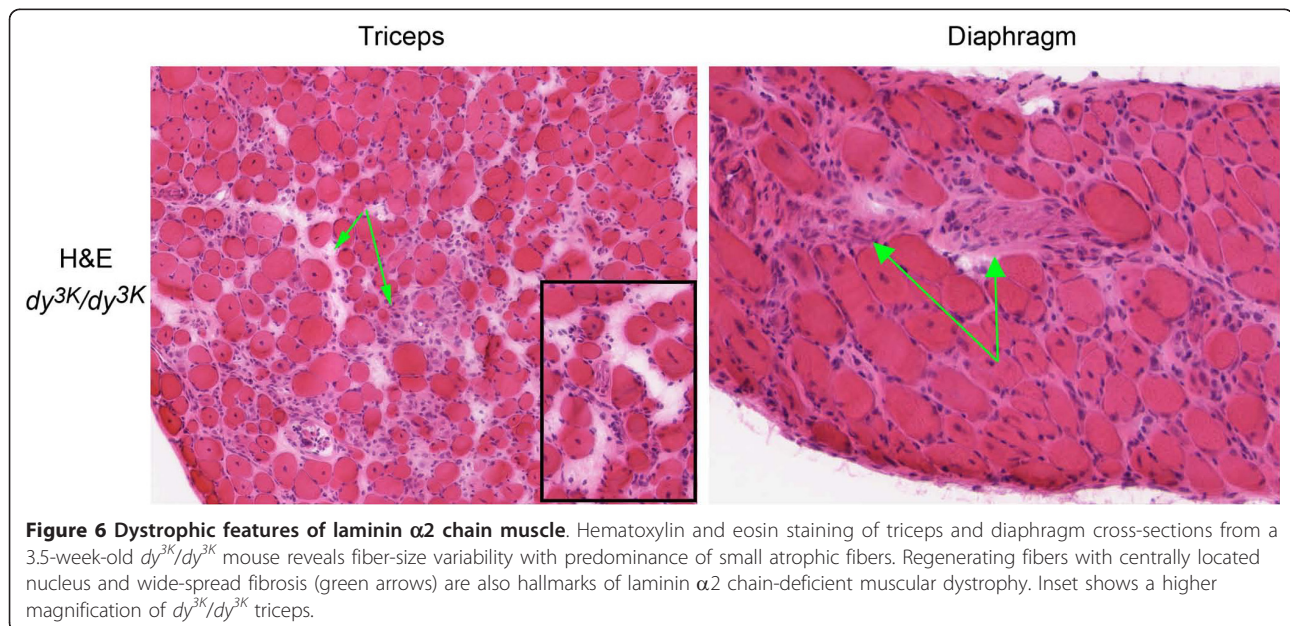 Triceps
Diaphragm
H&E
dy3K/dy3K
Figure 6 Dystrophic features of laminin α2 chain muscle. Hematoxylin and eosin staining of triceps and diaphragm cross-sections from a
3.5-week-old dy3K/dy3K mouse reveals fiber-size variability with predominance of small atrophic fibers. Regenerating fibers with centrally located
nucleus and wide-spread fibrosis (green arrows) are also hallmarks of laminin α2 chain-deficient muscular dystrophy. Inset shows a higher
magnification of dy3K/dy3K triceps.